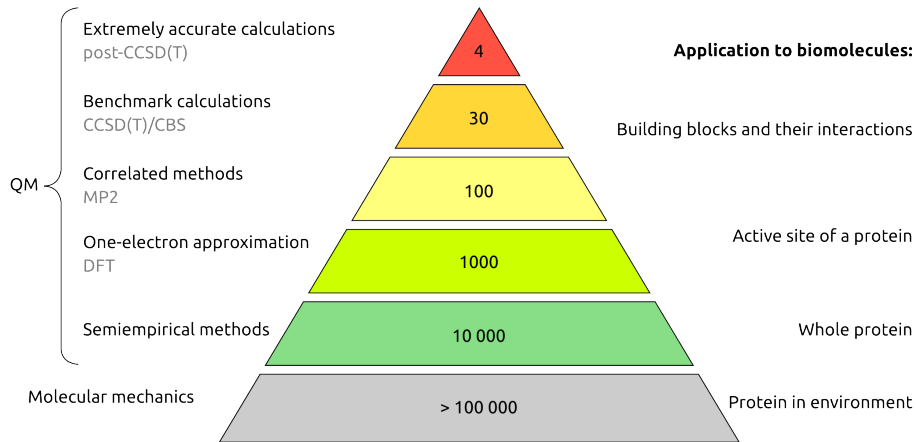 Extremely accurate calculations
post-CCSD(T)
4
Application to biomolecules:
Benchmark calculations
CCSD(T)/CBS
30
Building blocks and their interactions
QM
Correlated methods
MP2
100
One-electron approximation
DFT
1000
Active site of a protein
Semiempirical methods
10 000
Whole protein
Molecular mechanics
> 100 000
Protein in environment